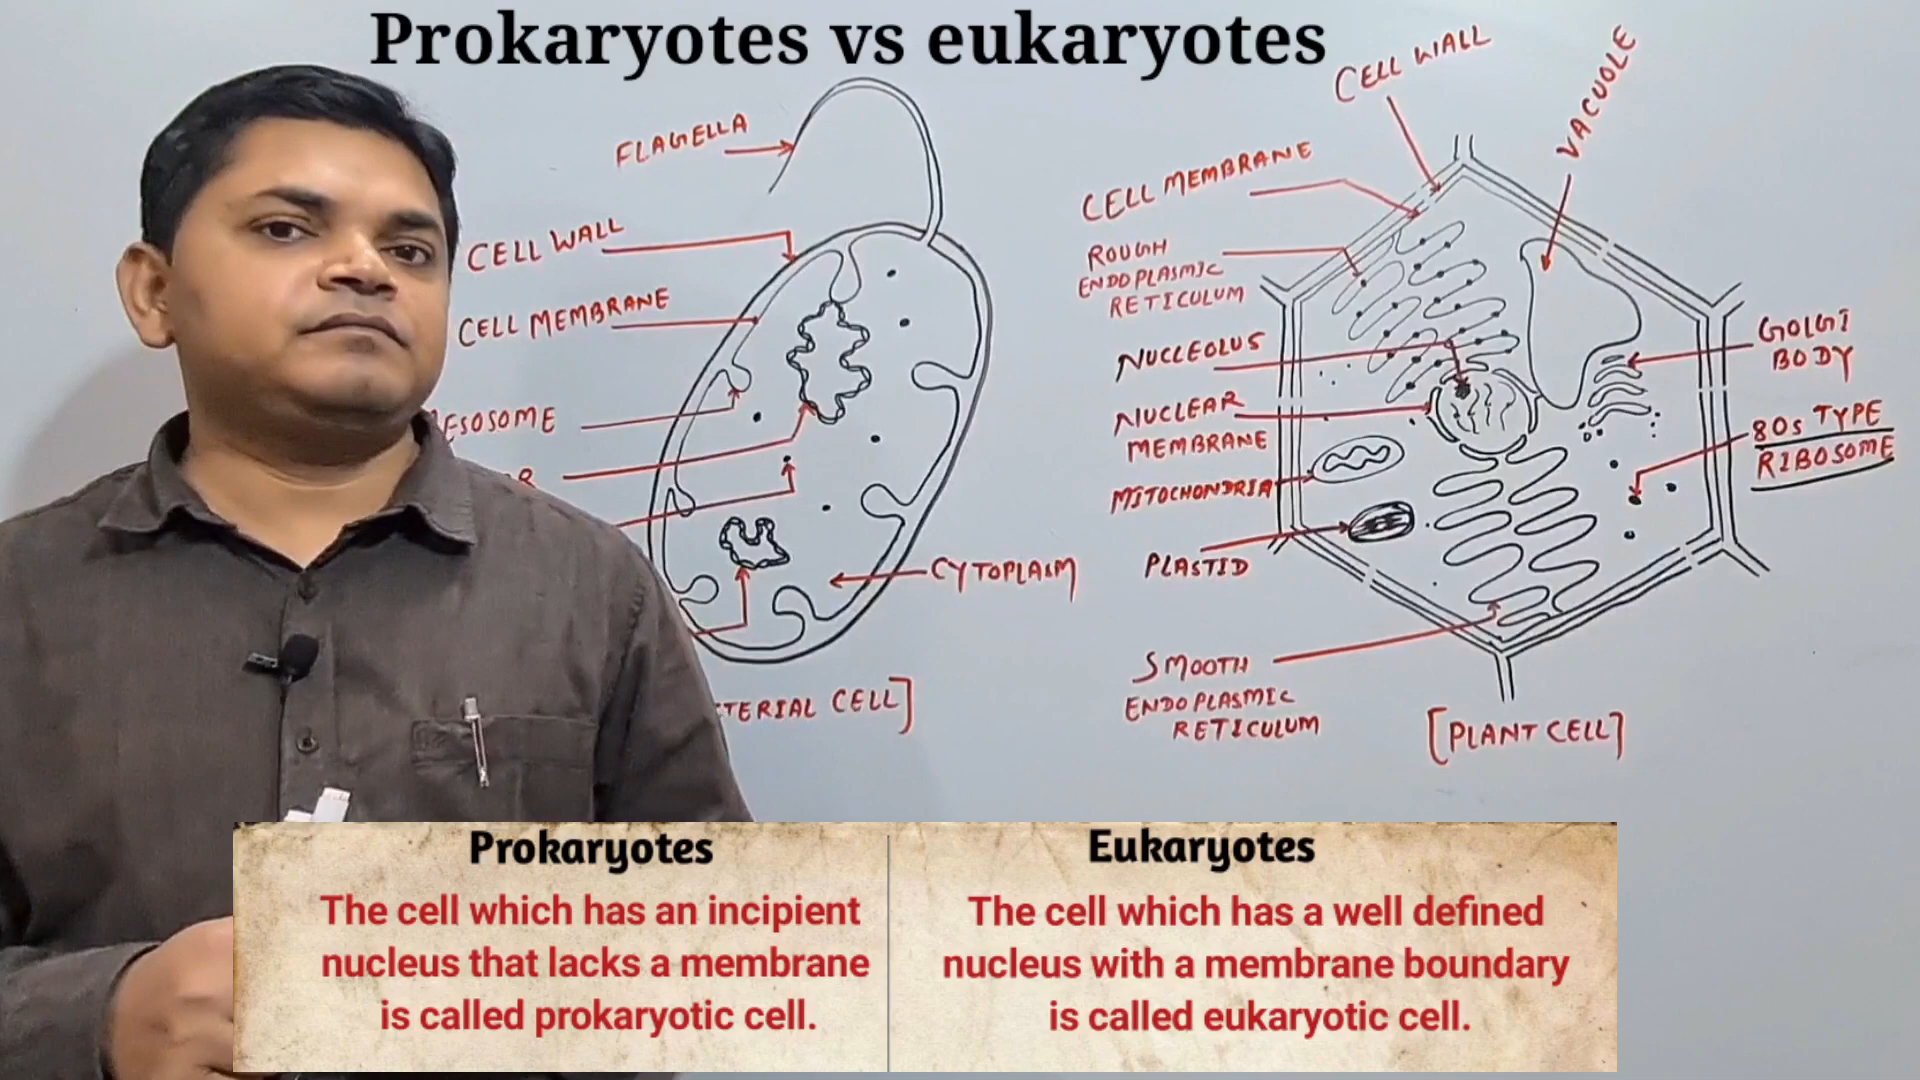 Prokaryotes vs eukaryotes
FLAGELLA
CELL WALL
CELL MEMBRANE
ESOSOME
R
CYTOPLASM
TERIAL CELL]
CELL WALL
VACUOLE
CELL MEMBRANE
ROUGH
ENDOPLASMIC
RETICULUM
NUCLEOLUS
NUCLEAR
MEMBRANE
MITOCHONDRIA
PLASTID
SMOOTH
ENDOPLASMIC
RETICULUM
GOLGI
BODY
80s TYPE
RIBOSOME
[PLANT CELL]
Prokaryotes
The cell which has an incipient
nucleus that lacks a membrane
is called prokaryotic cell.
Eukaryotes
The cell which has a well defined
nucleus with a membrane boundary
is called eukaryotic cell.